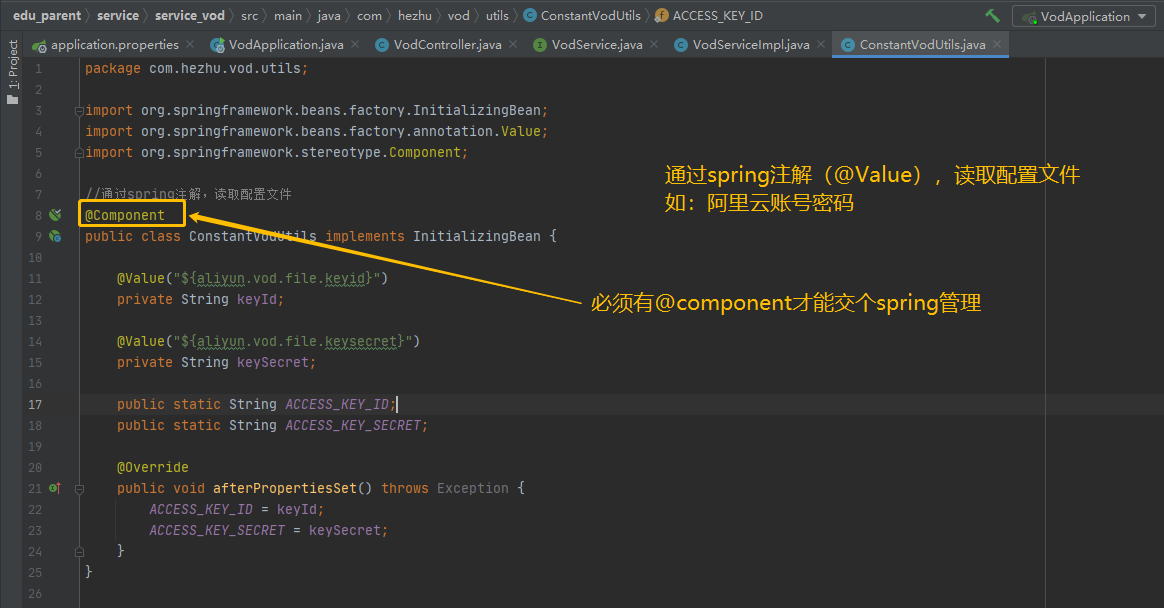 edu_parent 〉 service 〉 service_vod 〉 src 〉 main 〉 java 〉 com 〉 hezhu 〉 vod 〉 utils 〉 ConstantVodUtils 〉 ACCESS_KEY_ID
VodApplication
application.properties VodApplication.java VodController.java VodService.java VodServiceImpl.java ConstantVodUtils.java
1: Project
1 package com.hezhu.vod.utils;
2
3 import org.springframework.beans.factory.InitializingBean;
4 import org.springframework.beans.factory.annotation.Value;
5 import org.springframework.stereotype.Component;
6
7 //通过spring注解，读取配置文件
8 @Component
9 public class ConstantVodUtils implements InitializingBean {
10
11 @Value("${aliyun.vod.file.keyid}")
12 private String keyId;
13
14 @Value("${aliyun.vod.file.keysecret}")
15 private String keySecret;
16
17 public static String ACCESS_KEY_ID;
18 public static String ACCESS_KEY_SECRET;
19
20 @Override
21 public void afterPropertiesSet() throws Exception {
22 ACCESS_KEY_ID = keyId;
23 ACCESS_KEY_SECRET = keySecret;
24 }
25 }
26
通过spring注解（@Value），读取配置文件
如：阿里云账号密码
必须有@component才能交个spring管理